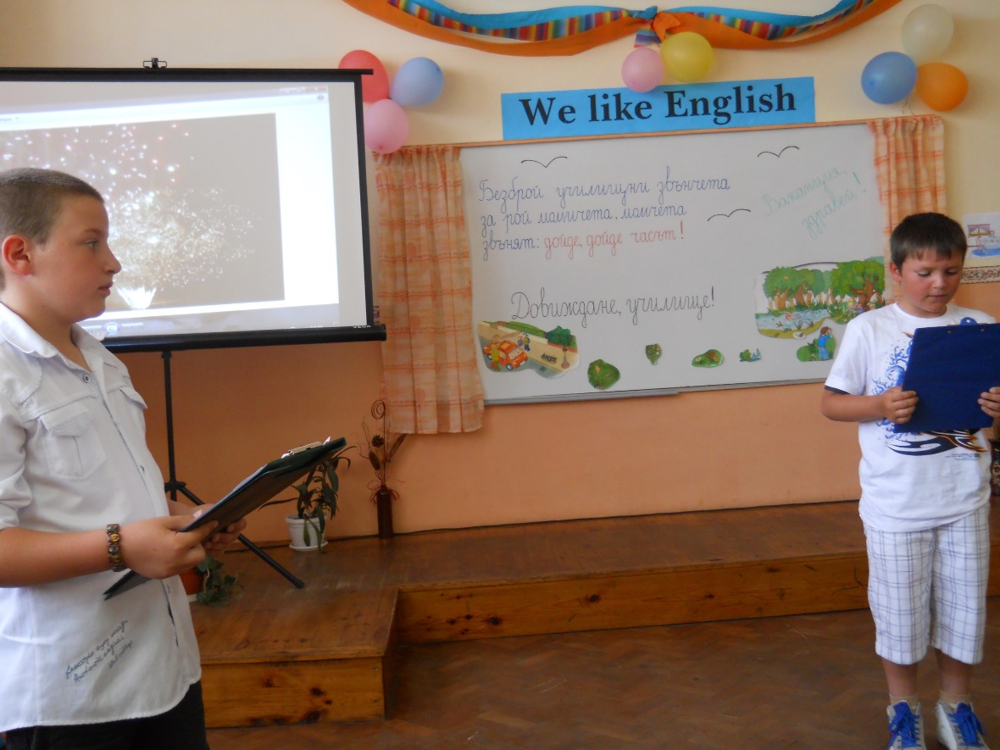 We like English
Безброй училищни звънчета
за рой момичета, момчета
звънят: дойде, дойде часът!
Ваканция,
здравей!
Довиждане, училище!